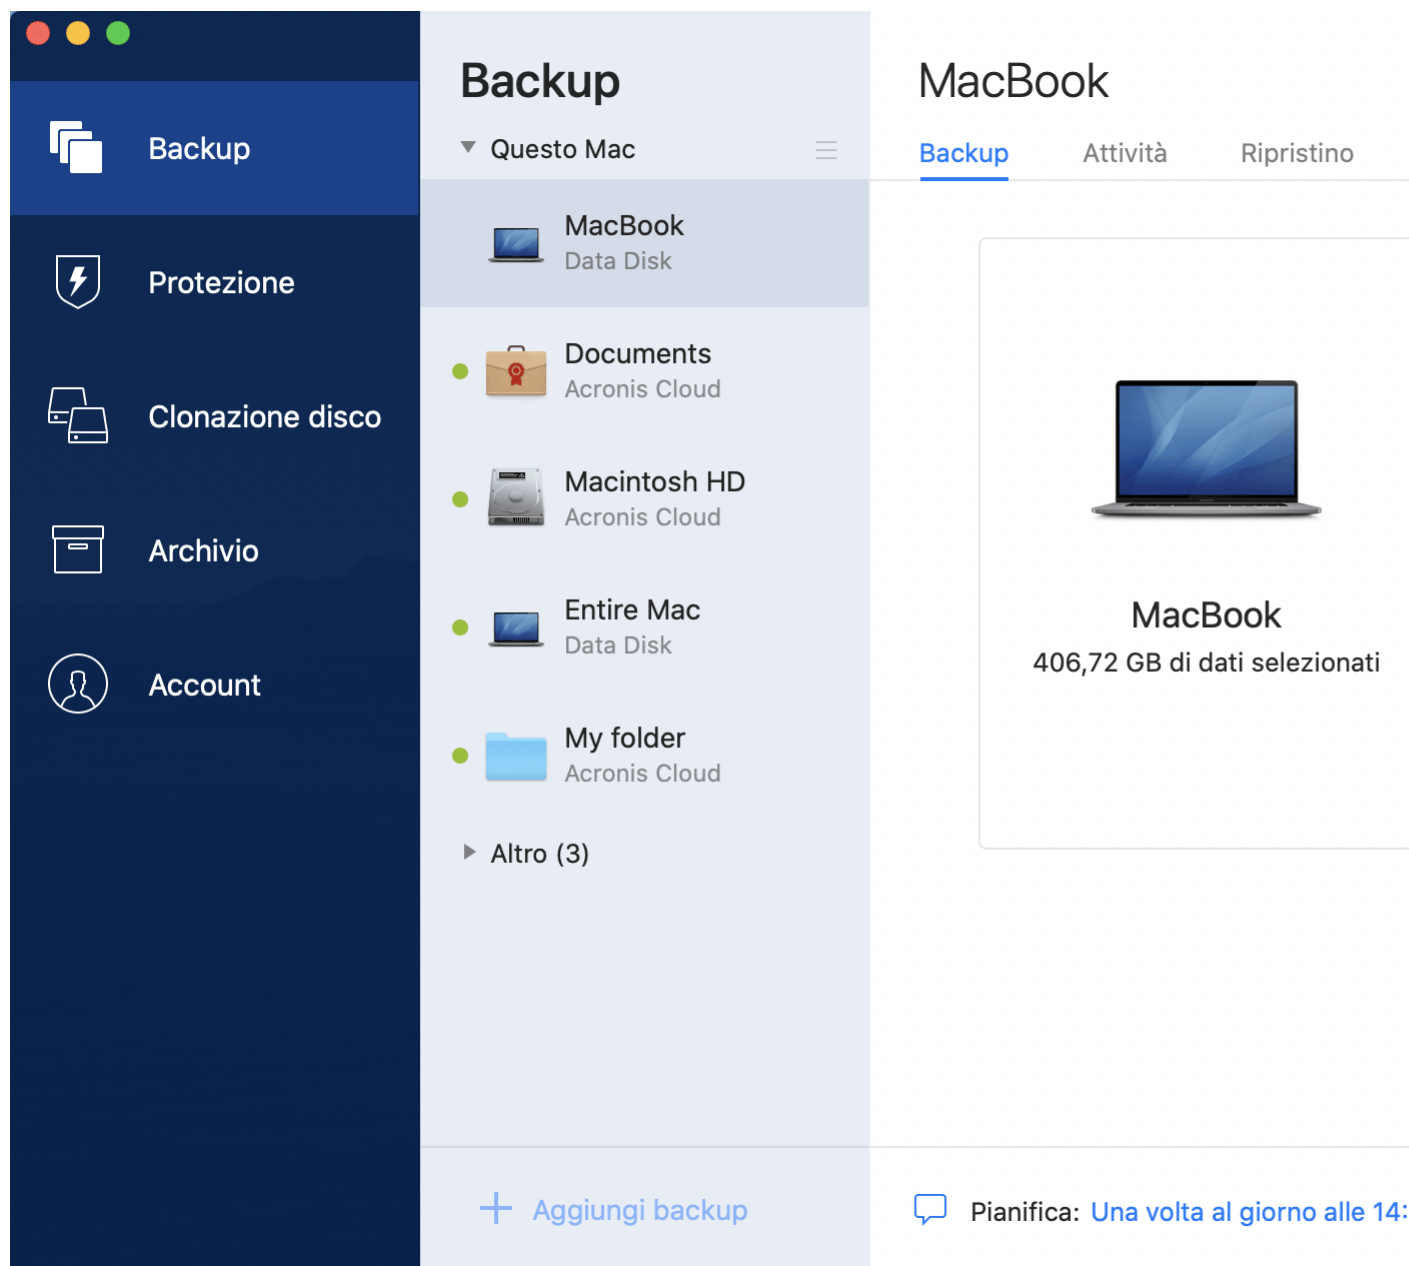 Backup
Protezione
Clonazione disco
Archivio
Account
Backup
Questo Mac
MacBook
Data Disk
Documents
Acronis Cloud
Macintosh HD
Acronis Cloud
Entire Mac
Data Disk
My folder
Acronis Cloud
Altro (3)
Aggiungi backup
MacBook
Backup Attività Ripristino
MacBook
406,72 GB di dati selezionati
Pianifica: Una volta al giorno alle 14: